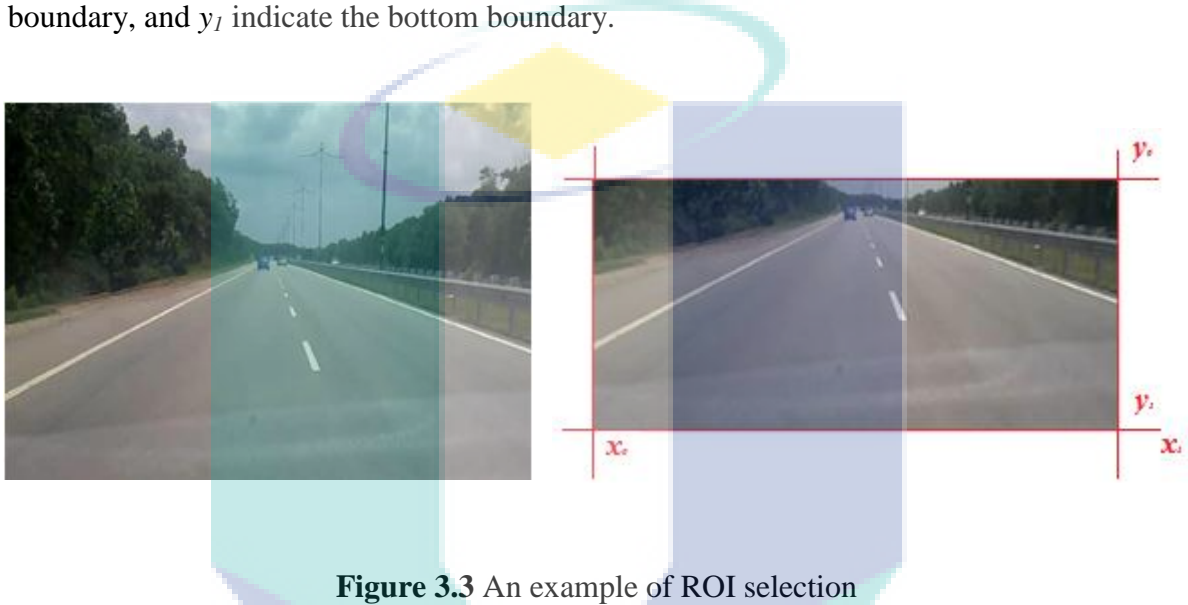 boundary, and y₁ indicate the bottom boundary.
y₀
y₁
x₀
x₁
Figure 3.3 An example of ROI selection